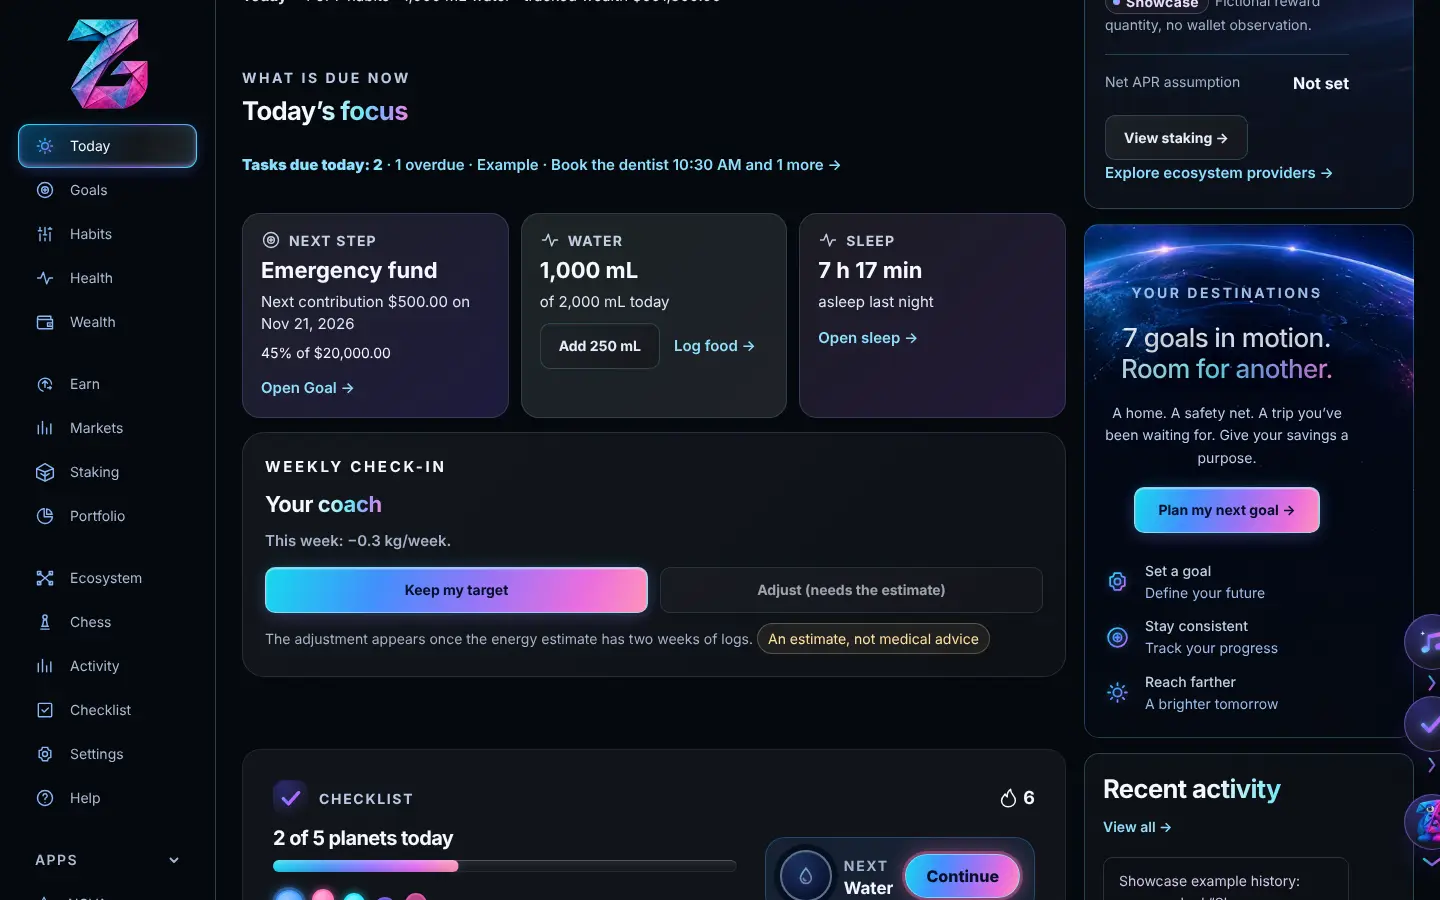 Today
Goals
Habits
Health
Wealth
Earn
Markets
Staking
Portfolio
Ecosystem
Chess
Activity
Checklist
Settings
Help
APPS
WHAT IS DUE NOW
Today’s focus
Tasks due today: 2 · 1 overdue · Example · Book the dentist 10:30 AM and 1 more →
NEXT STEP
Emergency fund
Next contribution $500.00 on
Nov 21, 2026
45% of $20,000.00
Open Goal →
WATER
1,000 mL
of 2,000 mL today
Add 250 mL
Log food →
SLEEP
7 h 17 min
asleep last night
Open sleep →
WEEKLY CHECK-IN
Your coach
This week: −0.3 kg/week.
Keep my target
Adjust (needs the estimate)
The adjustment appears once the energy estimate has two weeks of logs. An estimate, not medical advice
CHECKLIST
6
2 of 5 planets today
NEXT
Water
Continue
Showcase Fictional reward
quantity, no wallet observation.
Net APR assumption Not set
View staking →
Explore ecosystem providers →
YOUR DESTINATIONS
7 goals in motion.
Room for another.
A home. A safety net. A trip you’ve
been waiting for. Give your savings a
purpose.
Plan my next goal →
Set a goal
Define your future
Stay consistent
Track your progress
Reach farther
A brighter tomorrow
Recent activity
View all →
Showcase example history: